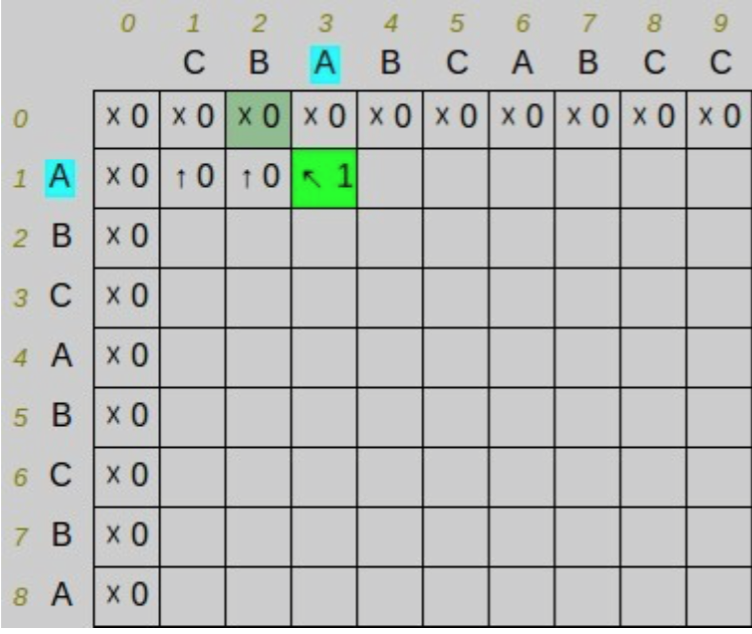 0 1 2 3 4 5 6 7 8 9
C B A B C A B C C
0 x 0 x 0 x 0 x 0 x 0 x 0 x 0 x 0 x 0 x 0
1 A x 0 ↑ 0 ↑ 0 ↖ 1
2 B x 0
3 C x 0
4 A x 0
5 B x 0
6 C x 0
7 B x 0
8 A x 0